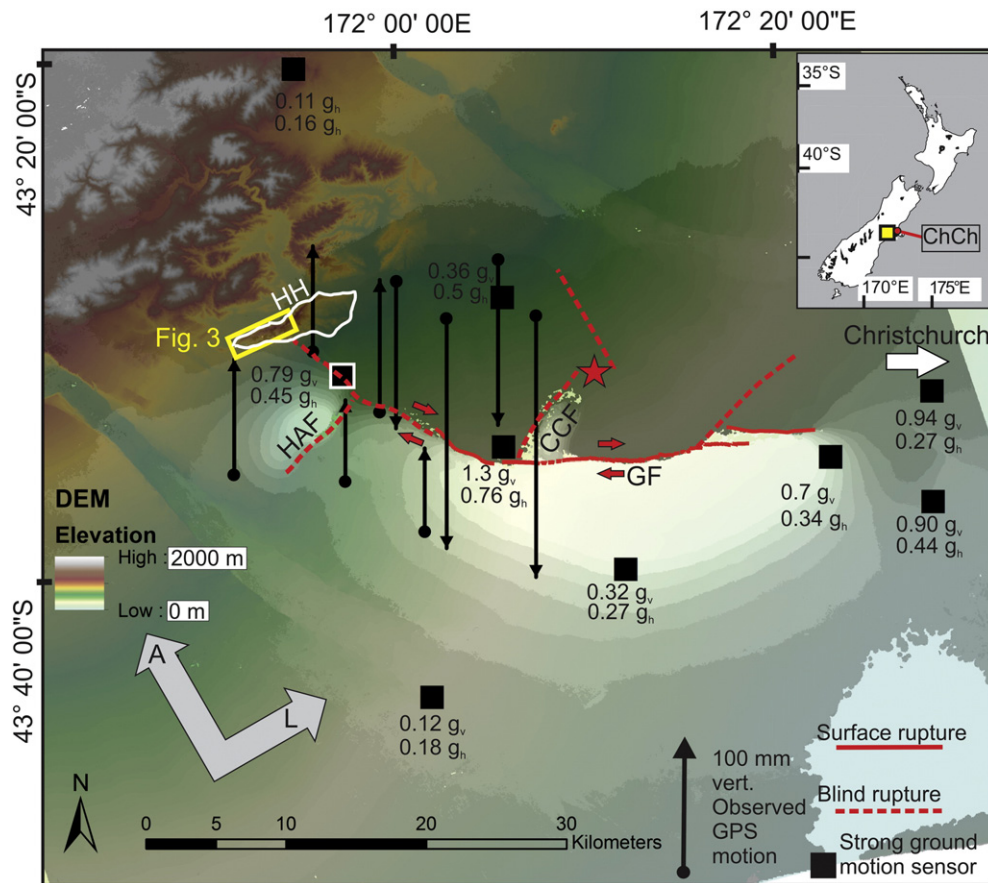 172° 00' 00"E
172° 20' 00"E
43° 20' 00"S
43° 40' 00"S
0.11 gh
0.16 gh
35°S
40°S
ChCh
170°E
175°E
0.36 gv
0.5 gh
HH
Fig. 3
Christchurch
0.79 gv
0.45 gh
HAF
CCF
GF
0.94 gv
0.27 gh
1.3 gv
0.76 gh
0.7 gv
0.34 gh
0.90 gv
0.44 gh
0.32 gv
0.27 gh
DEM
Elevation
High : 2000 m
Low : 0 m
A
L
0.12 gv
0.18 gh
N
0 5 10 20 30
Kilometers
100 mm
vert.
Observed
GPS
motion
Surface rupture
Blind rupture
Strong ground
motion sensor